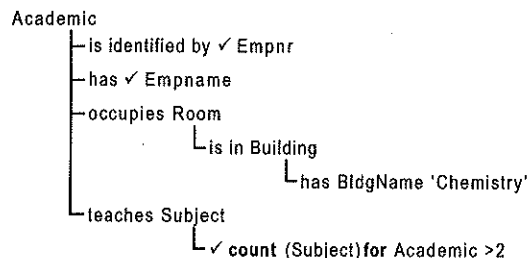 Academic
is identified by ✓ Empnr
has ✓ Empname
occupies Room
is in Building
has BldgName 'Chemistry'
teaches Subject
✓ count (Subject) for Academic >2